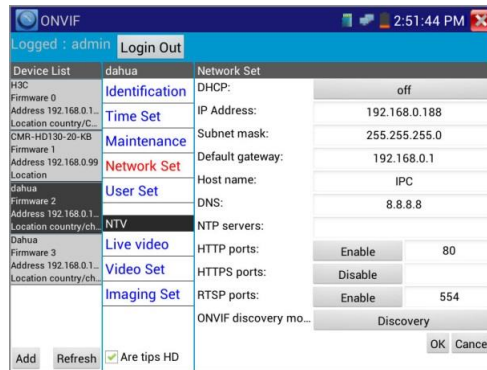 ONVIF
2:51:44 PM
Logged : admin
Login Out
Device List
H3C
Firmware 0
Address 192.168.0.1...
Location country/C...
CMR-HD130-20-KB
Firmware 1
Address 192.168.0.99
Location
dahua
Firmware 2
Address 192.168.0.1...
Location country/ch...
Dahua
Firmware 3
Address 192.168.0.1...
Location country/ch...
Add
Refresh
dahua
Identification
Time Set
Maintenance
Network Set
User Set
NTV
Live video
Video Set
Imaging Set
Are tips HD
Network Set
DHCP: off
IP Address: 192.168.0.188
Subnet mask: 255.255.255.0
Default gateway: 192.168.0.1
Host name: IPC
DNS: 8.8.8.8
NTP servers:
HTTP ports: Enable 80
HTTPS ports: Disable
RTSP ports: Enable 554
ONVIF discovery mo... Discovery
OK Cance